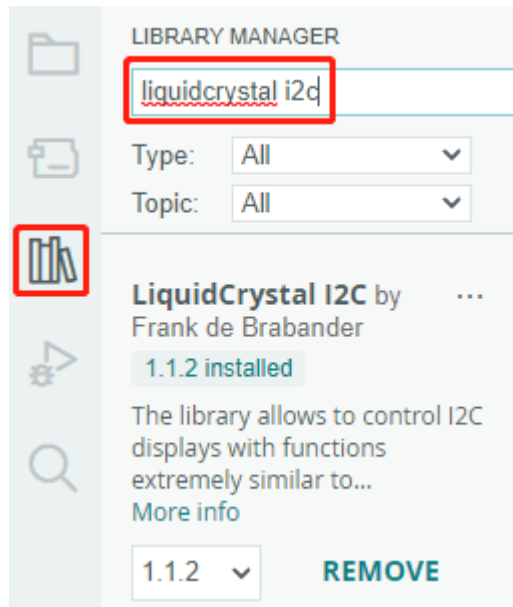 LIBRARY MANAGER
liquidcrystal i2c
Type: All
Topic: All
LiquidCrystal I2C by ...
Frank de Brabander
1.1.2 installed
The library allows to control I2C
displays with functions
extremely similar to...
More info
1.1.2 REMOVE